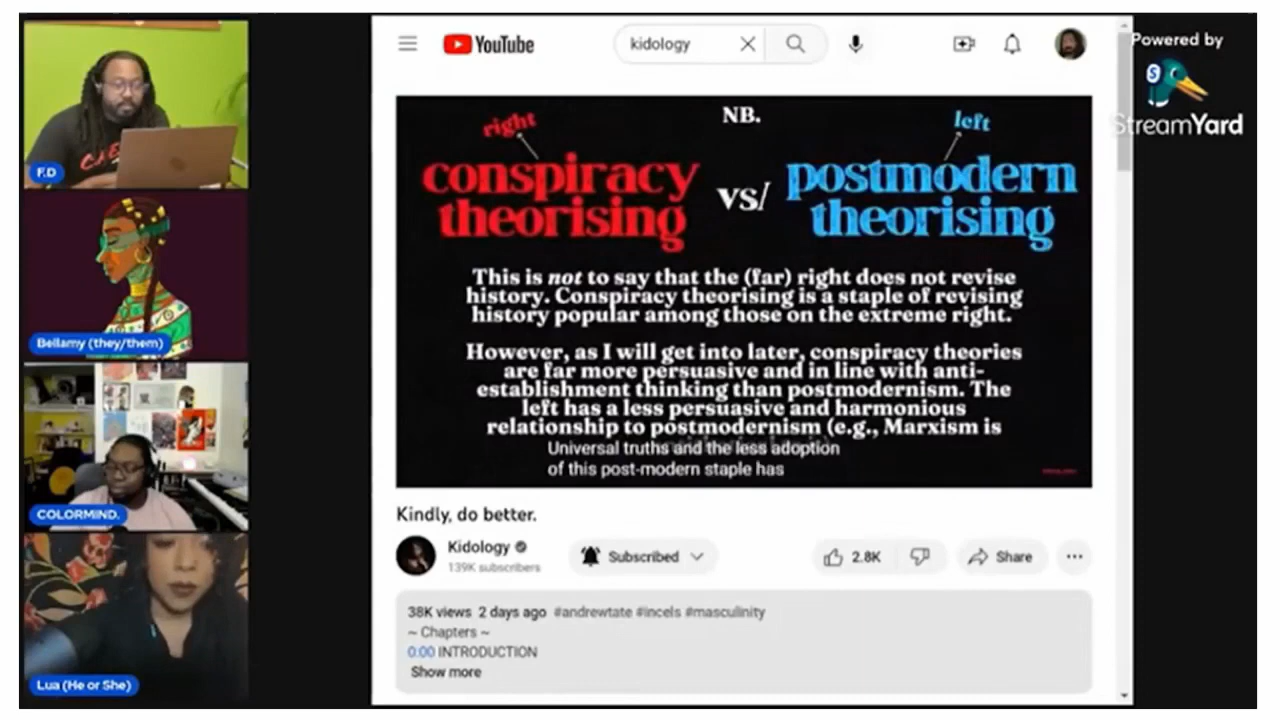 YouTube
kidology
Powered by
StreamYard
right
NB.
left
conspiracy
theorising
vs/
postmodern
theorising
This is not to say that the (far) right does not revise
history. Conspiracy theorising is a staple of revising
history popular among those on the extreme right.
However, as I will get into later, conspiracy theories
are far more persuasive and in line with anti-
establishment thinking than postmodernism. The
left has a less persuasive and harmonious
relationship to postmodernism (e.g., Marxism is
Universal truths and the less adoption
of this post-modern staple has
Kindly, do better.
Kidology
139K subscribers
Subscribed
2.8K
Share
38K views 2 days ago #andrewtate #incels #masculinity
~ Chapters ~
0:00 INTRODUCTION
Show more
F.D
Bellamy (they/them)
COLORMIND.
Lua (He or She)